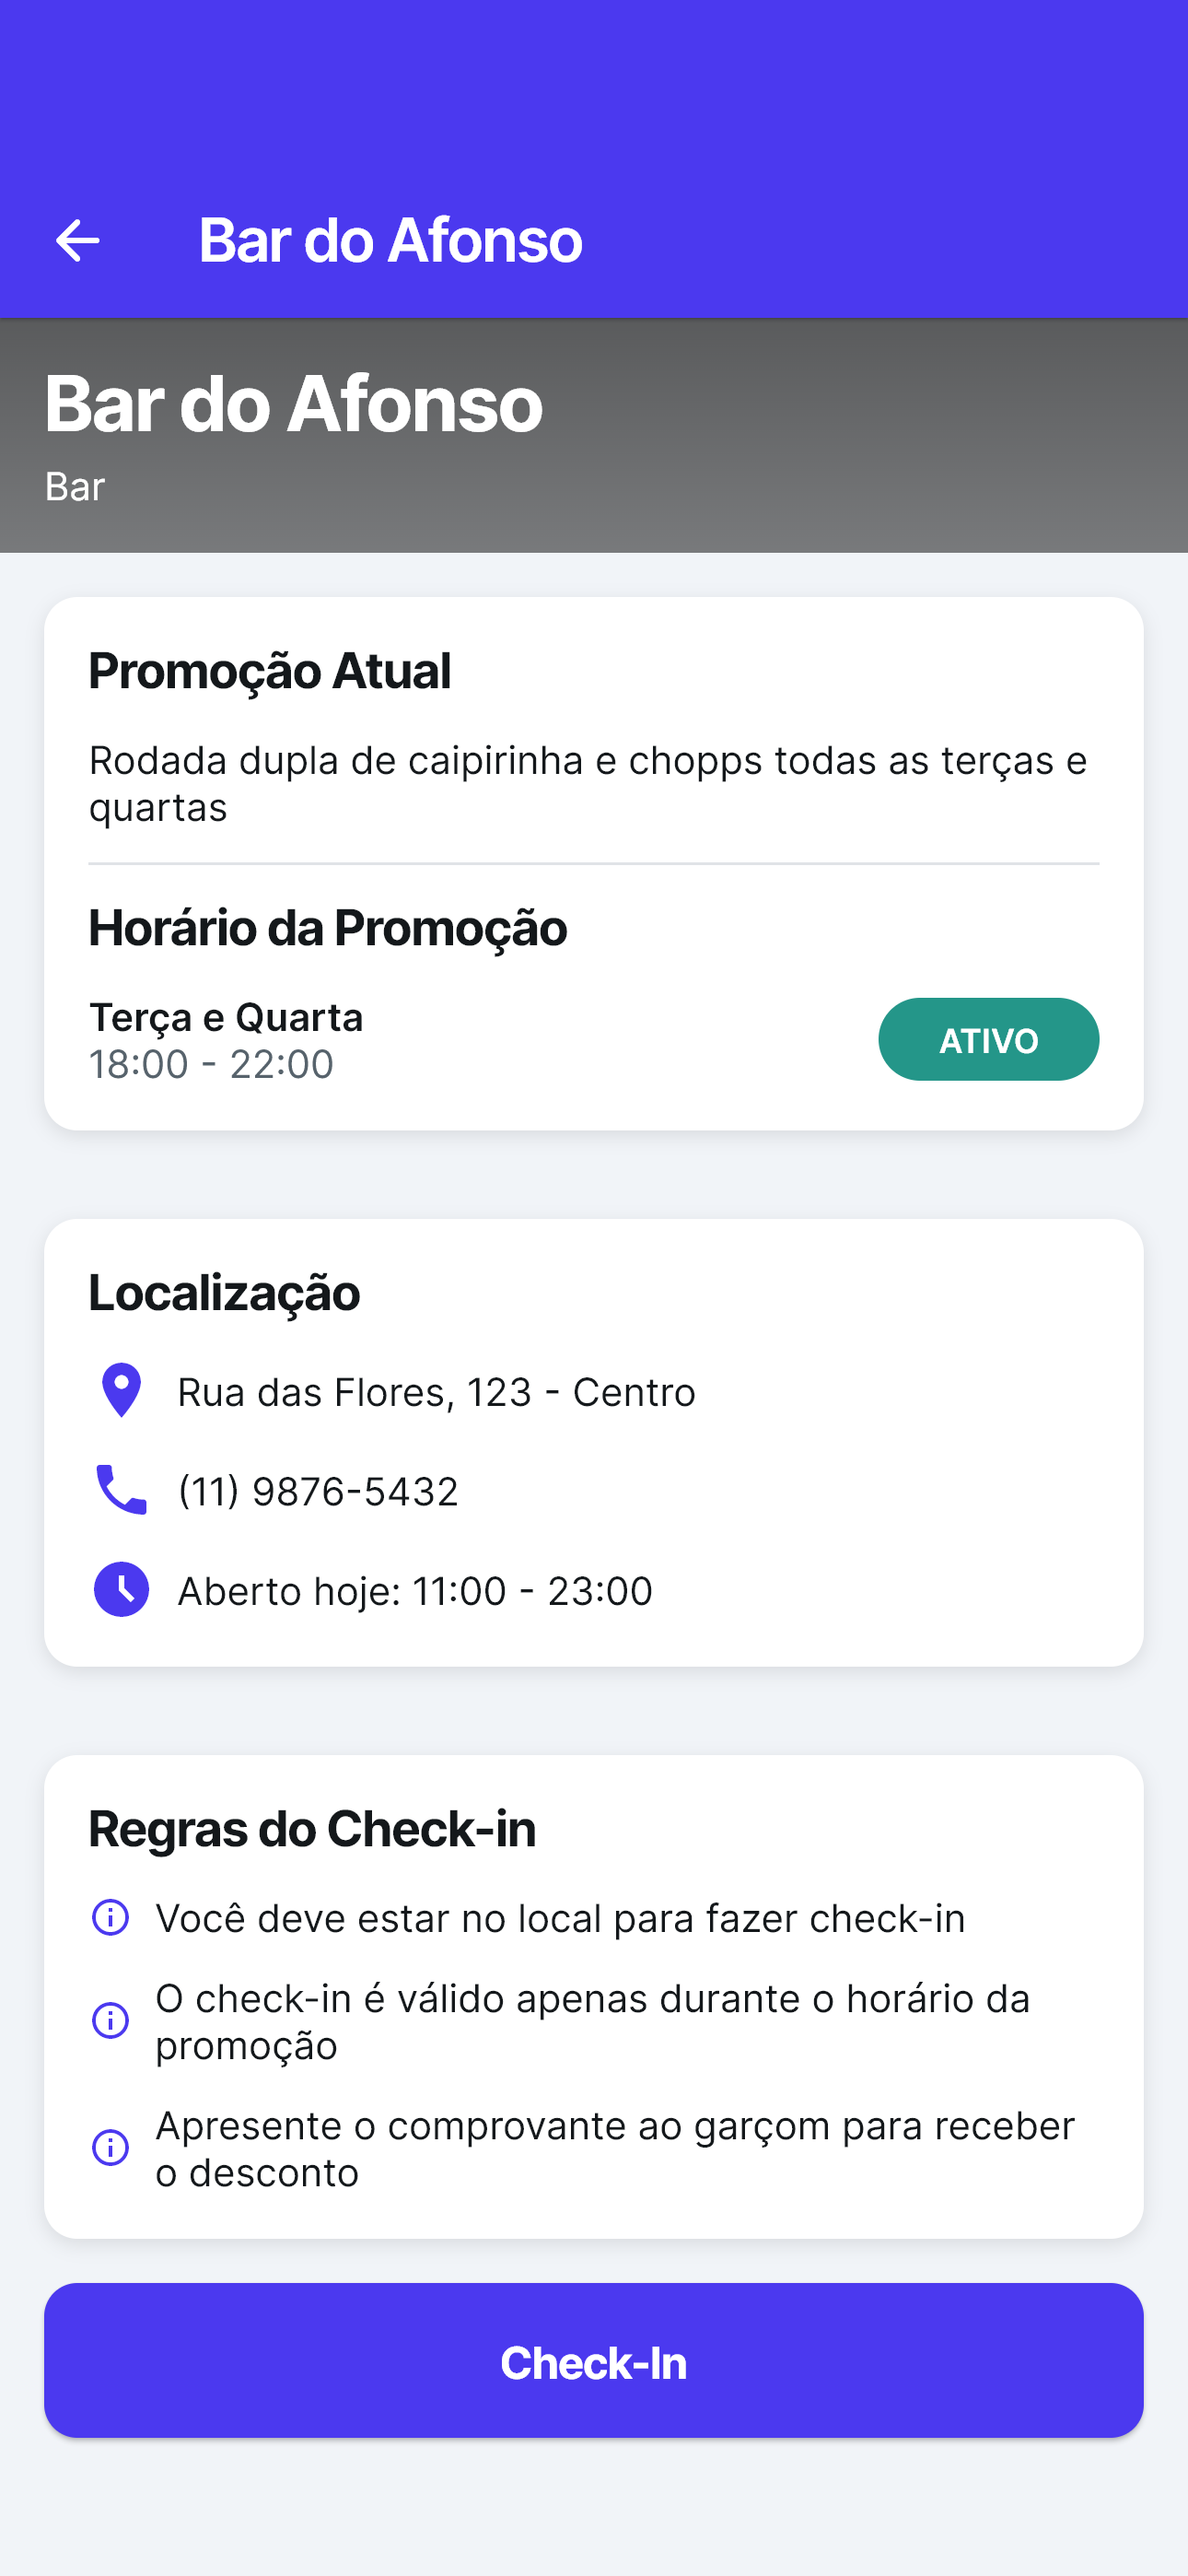 Bar do Afonso
Bar do Afonso
Bar
Promoção Atual
Rodada dupla de caipirinha e chopps todas as terças e
quartas
Horário da Promoção
Terça e Quarta
18:00 - 22:00
ATIVO
Localização
Rua das Flores, 123 - Centro
(11) 9876-5432
Aberto hoje: 11:00 - 23:00
Regras do Check-in
Você deve estar no local para fazer check-in
O check-in é válido apenas durante o horário da
promoção
Apresente o comprovante ao garçom para receber
o desconto
Check-In